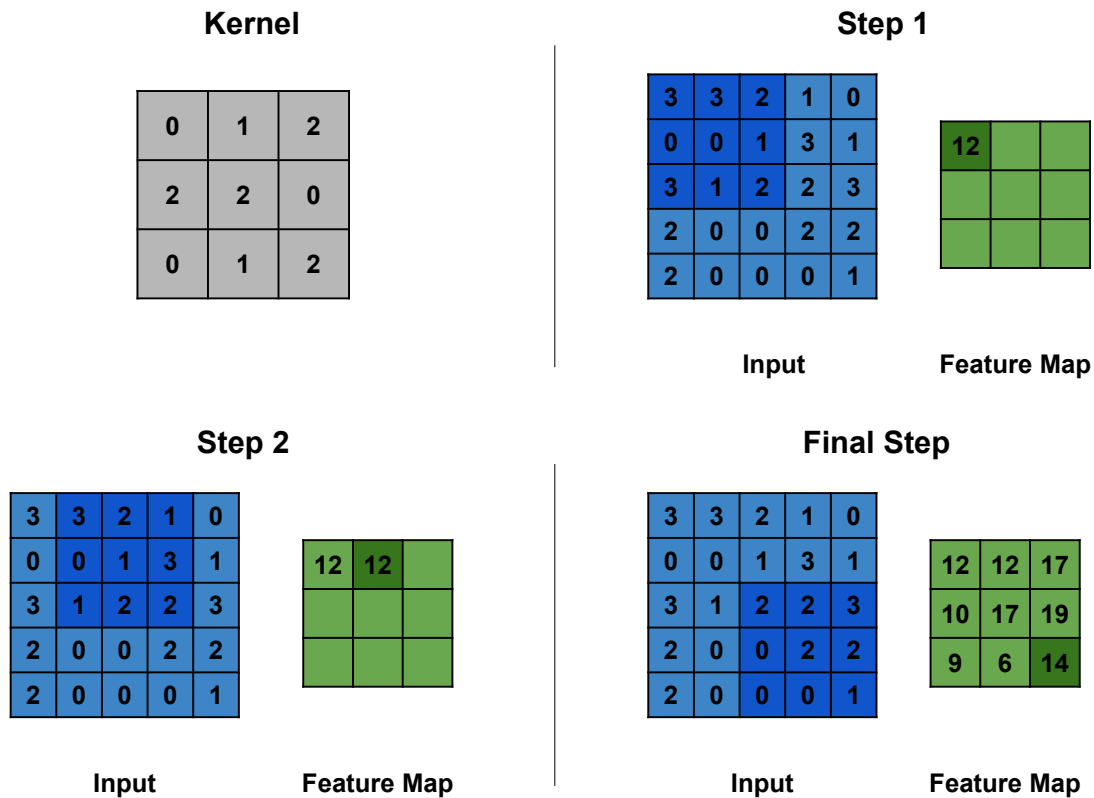 Kernel
0 1 2
2 2 0
0 1 2
Step 1
3 3 2 1 0
0 0 1 3 1
3 1 2 2 3
2 0 0 2 2
2 0 0 0 1
Input
12
Feature Map
Step 2
3 3 2 1 0
0 0 1 3 1
3 1 2 2 3
2 0 0 2 2
2 0 0 0 1
Input
12 12
Feature Map
Final Step
3 3 2 1 0
0 0 1 3 1
3 1 2 2 3
2 0 0 2 2
2 0 0 0 1
Input
12 12 17
10 17 19
9 6 14
Feature Map